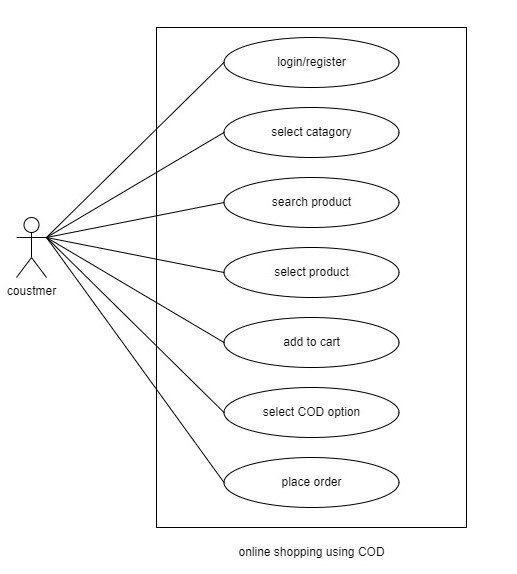 login/register
select catagory
search product
select product
coustmer
add to cart
select COD option
place order
online shopping using COD